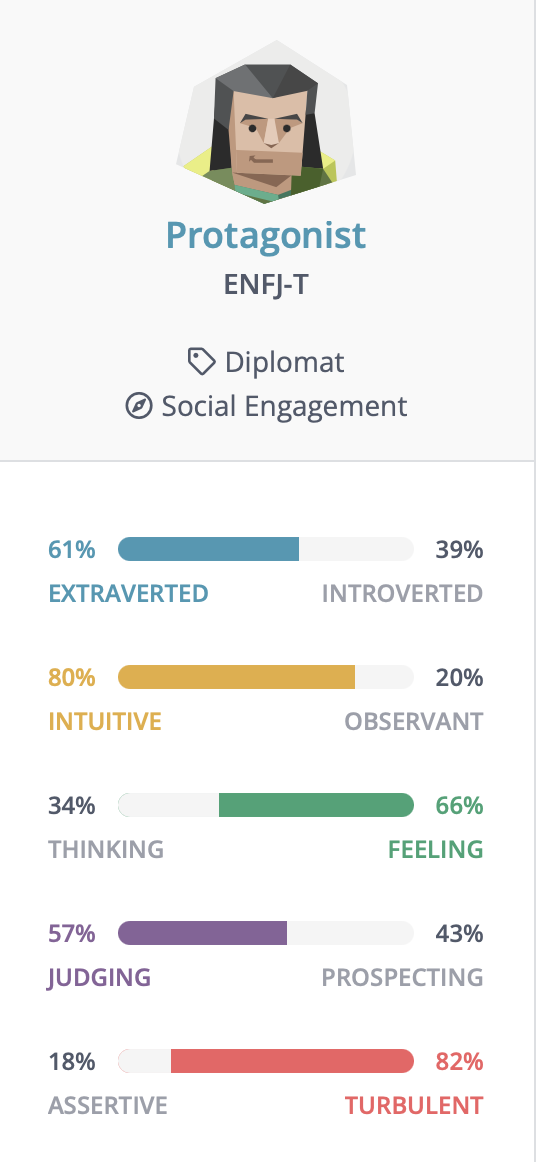 Protagonist
ENFJ-T
Diplomat
Social Engagement
61% 39%
EXTRAVERTED INTROVERTED
80% 20%
INTUITIVE OBSERVANT
34% 66%
THINKING FEELING
57% 43%
JUDGING PROSPECTING
18% 82%
ASSERTIVE TURBULENT